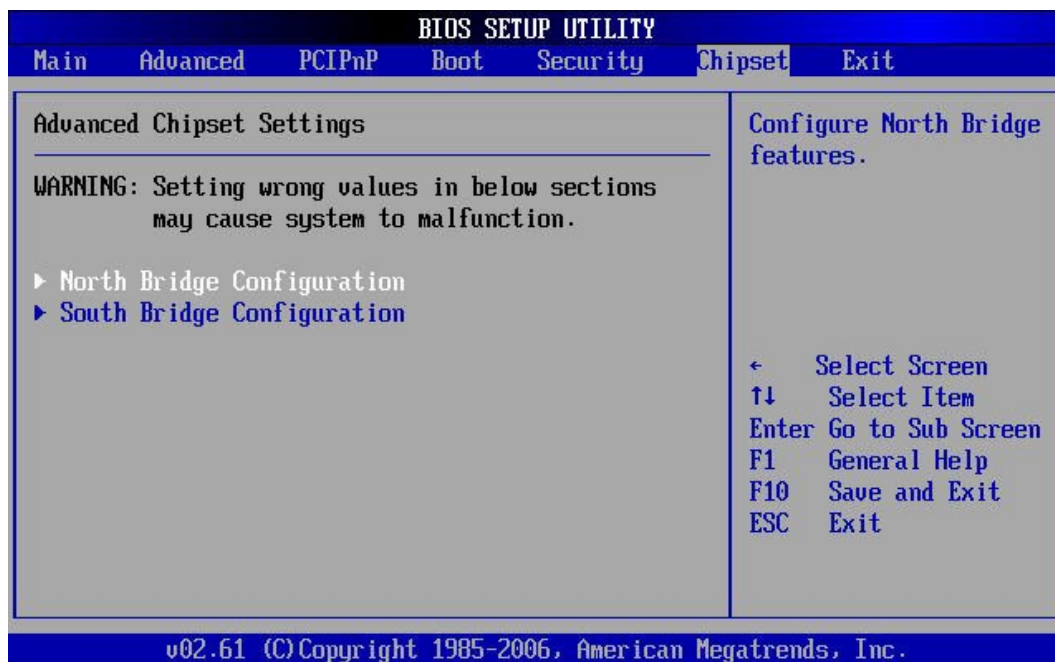 BIOS SETUP UTILITY
Main Advanced PCIPnP Boot Security Chipset Exit
Advanced Chipset Settings
WARNING: Setting wrong values in below sections
may cause system to malfunction.
▶ North Bridge Configuration
▶ South Bridge Configuration
Configure North Bridge
features.
← Select Screen
↑↓ Select Item
Enter Go to Sub Screen
F1 General Help
F10 Save and Exit
ESC Exit
v02.61 (C)Copyright 1985-2006, American Megatrends, Inc.